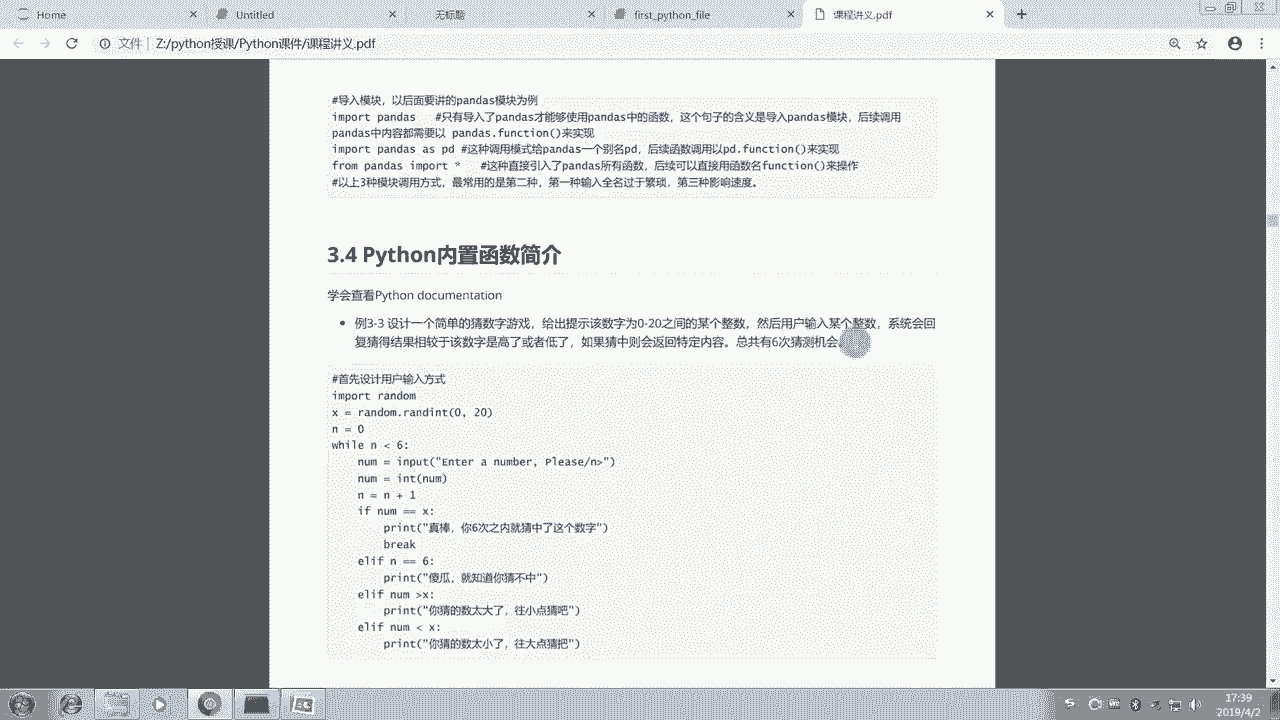 Home
Untitled
无标题
first_python_file
课程讲义.pdf
文件 | Z:/python授课/Python课件/课程讲义.pdf
#导入模块，以后面要讲的pandas模块为例
import pandas   #只有导入了pandas才能够使用pandas中的函数，这个句子的含义是导入pandas模块，后续调用
pandas中内容都需要以 pandas.function()来实现
import pandas as pd #这种调用模式给pandas一个别名pd，后续函数调用以pd.function()来实现
from pandas import *   #这种直接引入了pandas所有函数，后续可以直接用函数名function()来操作
#以上3种模块调用方式，最常用的是第二种，第一种输入全名过于繁琐，第三种影响速度。
3.4 Python内置函数简介
学会查看Python documentation
• 例3-3 设计一个简单的猜数字游戏，给出提示该数字为0-20之间的某个整数，然后用户输入某个整数，系统会回
复猜得结果相较于该数字是高了或者低了，如果猜中则会返回特定内容。总共有6次猜测机会
#首先设计用户输入方式
import random
x = random.randint(0, 20)
n = 0
while n < 6:
    num = input("Enter a number, Please/n>")
    num = int(num)
    n = n + 1
    if num == x:
        print("真棒，你6次之内就猜中了这个数字")
        break
    elif n == 6:
        print("傻瓜，就知道你猜不中")
    elif num >x:
        print("你猜的数太大了，往小点猜吧")
    elif num < x:
        print("你猜的数太小了，往大点猜把")
17:39
2019/4/2